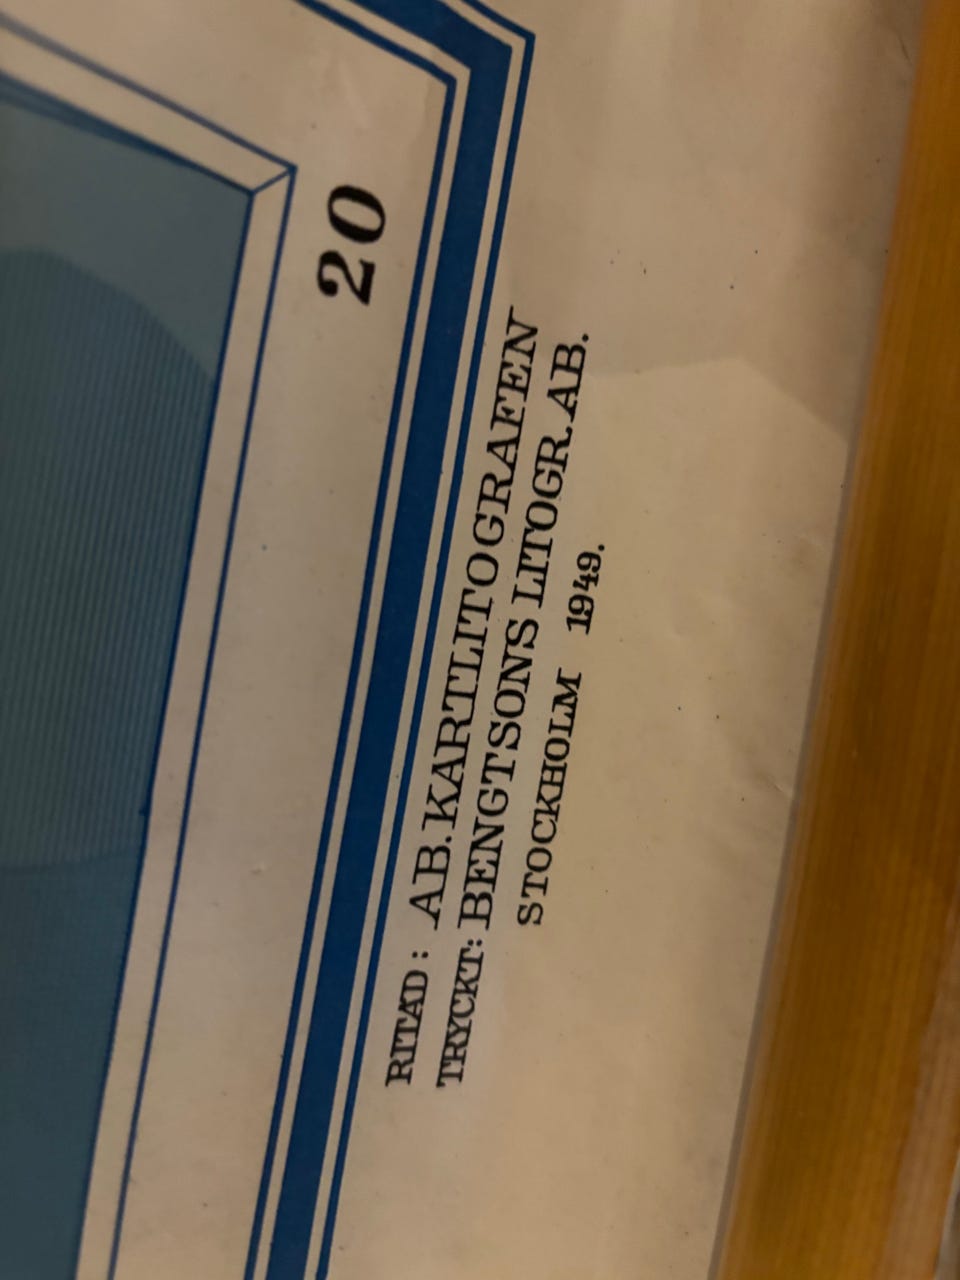 20
RITAD: AB. KARTLITOGRAFEN
TRYCKT: BENGTSONS LITOGR. AB.
STOCKHOLM 1949.